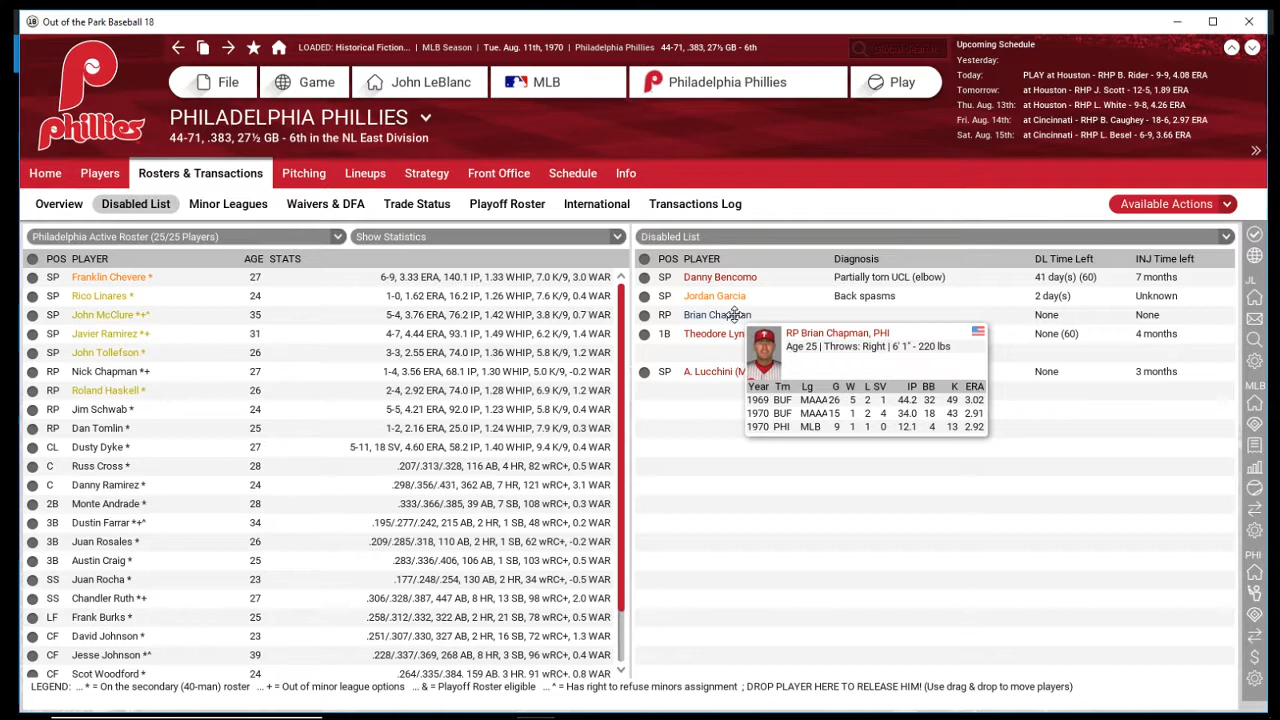 Out of the Park Baseball 18
LOADED: Historical Fiction... | MLB Season | Tue. Aug. 11th, 1970 | Philadelphia Phillies 44-71, .383, 27½ GB - 6th
Upcoming Schedule
Yesterday:
Today: PLAY at Houston - RHP B. Rider - 9-9, 4.08 ERA
Tomorrow: at Houston - RHP J. Scott - 12-5, 1.89 ERA
Thu. Aug. 13th: at Houston - RHP L. White - 9-8, 4.26 ERA
Fri. Aug. 14th: at Cincinnati - RHP B. Caughey - 18-6, 2.97 ERA
Sat. Aug. 15th: at Cincinnati - RHP L. Besel - 6-9, 3.66 ERA
File Game John LeBlanc MLB Philadelphia Phillies Play
phillies
PHILADELPHIA PHILLIES
44-71, .383, 27½ GB - 6th in the NL East Division
Home Players Rosters & Transactions Pitching Lineups Strategy Front Office Schedule Info
Overview Disabled List Minor Leagues Waivers & DFA Trade Status Playoff Roster International Transactions Log Available Actions
Philadelphia Active Roster (25/25 Players) Show Statistics
POS PLAYER AGE STATS
SP Franklin Chevere * 27 6-9, 3.33 ERA, 140.1 IP, 1.33 WHIP, 7.0 K/9, 3.0 WAR
SP Rico Linares * 24 1-0, 1.62 ERA, 16.2 IP, 1.26 WHIP, 7.6 K/9, 0.4 WAR
SP John McClure *+^ 35 5-4, 3.76 ERA, 76.2 IP, 1.42 WHIP, 3.8 K/9, 0.7 WAR
SP Javier Ramirez *+ 31 4-7, 4.44 ERA, 93.1 IP, 1.49 WHIP, 6.2 K/9, 1.4 WAR
SP John Tollefson * 26 3-3, 2.55 ERA, 74.0 IP, 1.36 WHIP, 5.8 K/9, 1.2 WAR
RP Nick Chapman *+ 27 1-4, 3.56 ERA, 68.1 IP, 1.30 WHIP, 5.0 K/9, -0.2 WAR
RP Roland Haskell * 26 2-4, 2.92 ERA, 74.0 IP, 1.28 WHIP, 6.9 K/9, 1.2 WAR
RP Jim Schwab * 24 5-5, 4.21 ERA, 92.0 IP, 1.23 WHIP, 5.8 K/9, 0.4 WAR
RP Dan Tomlin * 25 1-2, 2.16 ERA, 25.0 IP, 1.24 WHIP, 7.9 K/9, 0.3 WAR
CL Dusty Dyke * 27 5-11, 18 SV, 4.60 ERA, 58.2 IP, 1.28 WHIP, 9.4 K/9, 0.4 WAR
C Russ Cross * 28 .207/.313/.328, 116 AB, 4 HR, 82 wRC+, 0.5 WAR
C Danny Ramirez * 24 .298/.356/.431, 362 AB, 7 HR, 121 wRC+, 3.1 WAR
2B Monte Andrade * 28 .333/.366/.385, 39 AB, 7 SB, 108 wRC+, 0.3 WAR
3B Dustin Farrar *+^ 34 .195/.277/.242, 215 AB, 2 HR, 1 SB, 48 wRC+, 0.2 WAR
3B Juan Rosales * 26 .209/.285/.318, 110 AB, 2 HR, 1 SB, 62 wRC+, -0.2 WAR
3B Austin Craig * 25 .283/.336/.406, 106 AB, 1 SB, 103 wRC+, 0.5 WAR
SS Juan Rocha * 23 .177/.248/.254, 130 AB, 2 HR, 34 wRC+, -0.5 WAR
SS Chandler Ruth *+ 27 .306/.328/.387, 447 AB, 8 HR, 13 SB, 98 wRC+, 2.0 WAR
LF Frank Burks * 25 .258/.312/.332, 322 AB, 2 HR, 21 SB, 78 wRC+, 0.5 WAR
CF David Johnson * 23 .251/.307/.330, 327 AB, 2 HR, 16 SB, 72 wRC+, 1.3 WAR
CF Jesse Johnson *^ 39 .228/.337/.369, 268 AB, 8 HR, 3 SB, 96 wRC+, 0.4 WAR
CF Scot Woodford * 24 .264/.335/.384, 159 AB, 3 HR, 91 wRC+, 0.8 WAR
Disabled List
POS PLAYER Diagnosis DL Time Left INJ Time left
SP Danny Bencomo Partially torn UCL (elbow) 41 day(s) (60) 7 months
SP Jordan Garcia Back spasms 2 day(s) Unknown
RP Brian Chapman None None
1B Theodore Lyn None (60) 4 months
SP A. Lucchini (M None 3 months
RP Brian Chapman, PHI
Age 25 | Throws: Right | 6' 1" - 220 lbs
Year Tm Lg G W L SV IP BB K ERA
1969 BUF MAAA 26 5 2 1 44.2 32 49 3.02
1970 BUF MAAA 15 1 2 4 34.0 18 43 2.91
1970 PHI MLB 9 1 1 0 12.1 4 13 2.92
JL
MLB
PHI
LEGEND: ... * = On the secondary (40-man) roster ... + = Out of minor league options ... & = Playoff Roster eligible ... ^ = Has right to refuse minors assignment ; DROP PLAYER HERE TO RELEASE HIM! (Use drag & drop to move players)